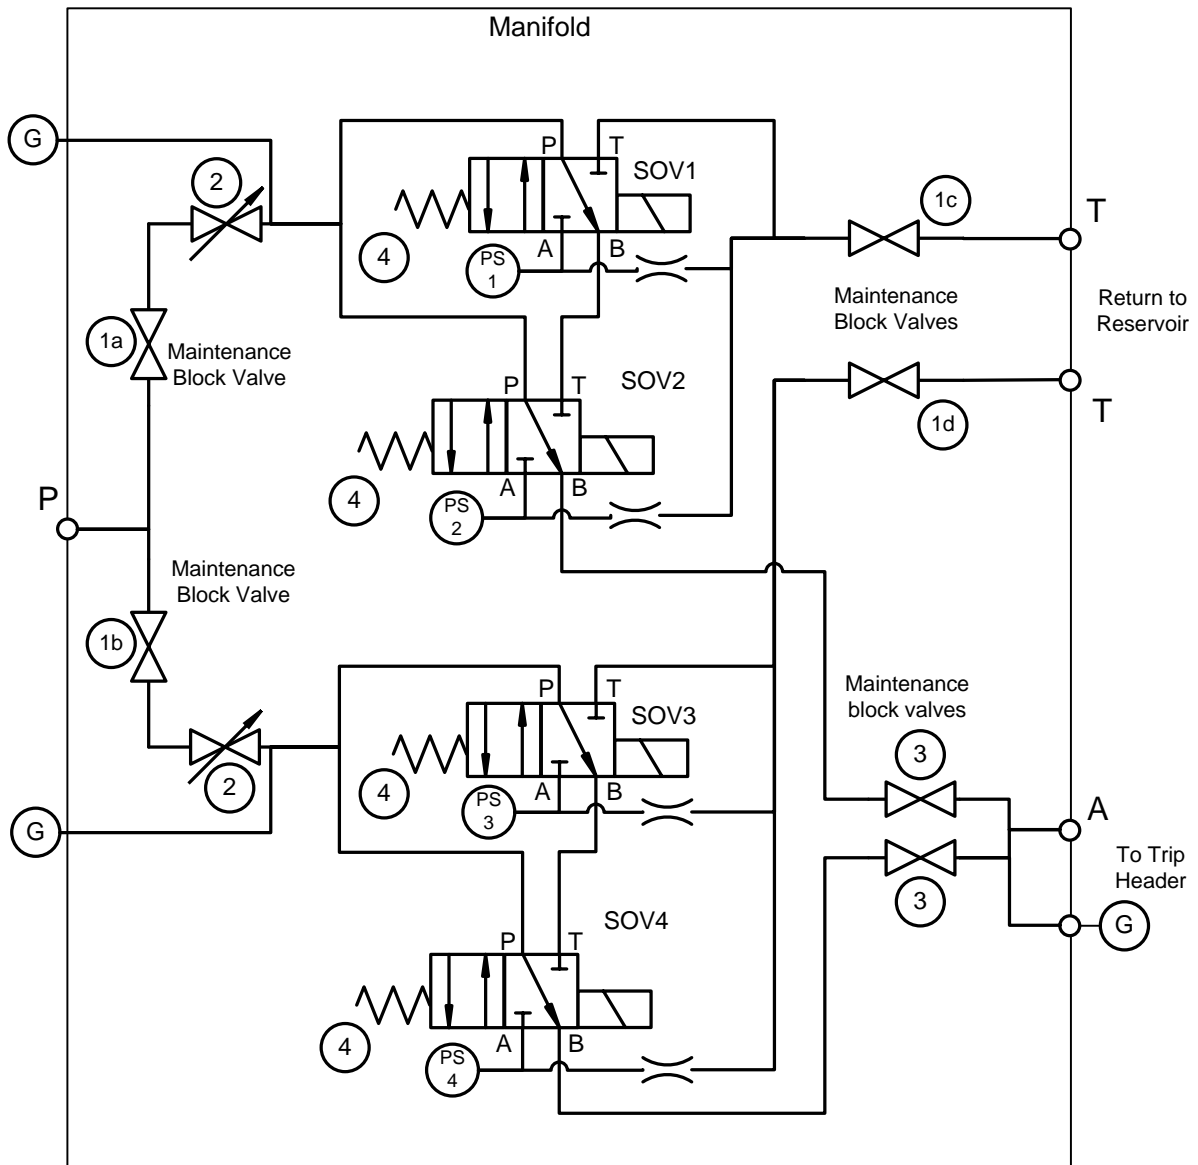 Manifold
G
P
T
SOV1
2
1c
T
4
A
B
PS
1
Maintenance
Block Valves
Return to
Reservoir
1a
Maintenance
Block Valve
P
T
SOV2
1d
T
4
A
B
PS
2
P
Maintenance
Block Valve
1b
P
T
SOV3
Maintenance
block valves
3
2
4
A
B
PS
3
A
G
To Trip
Header
3
SOV4
G
P
T
4
A
B
PS
4